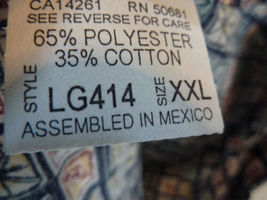 CA14261 RN 50681
SEE REVERSE FOR CARE
65% POLYESTER
35% COTTON
STYLE LG414 SIZE XXL
ASSEMBLED IN MEXICO